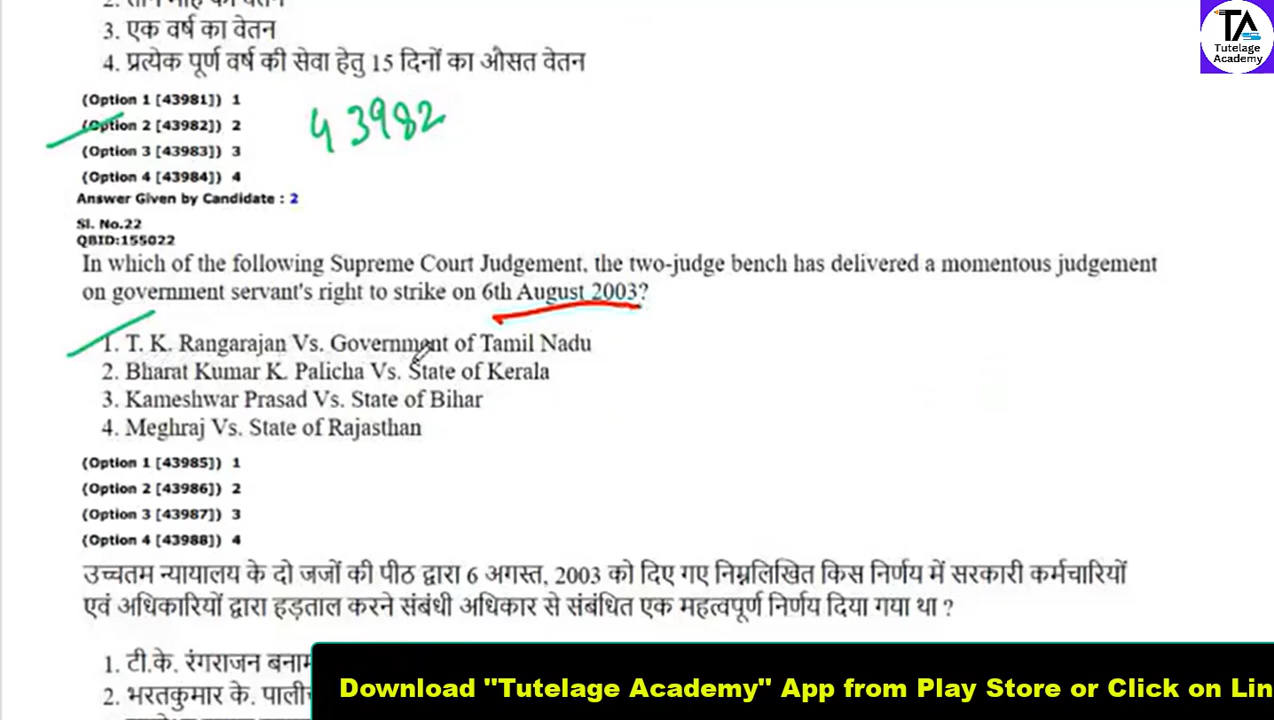 2. तीन माह का वेतन
3. एक वर्ष का वेतन
4. प्रत्येक पूर्ण वर्ष की सेवा हेतु 15 दिनों का औसत वेतन
TA
Tutelage
Academy
(Option 1 [43981]) 1
(Option 2 [43982]) 2
43982
(Option 3 [43983]) 3
(Option 4 [43984]) 4
Answer Given by Candidate : 2
Sl. No.22
QBID:155022
In which of the following Supreme Court Judgement, the two-judge bench has delivered a momentous judgement
on government servant's right to strike on 6th August 2003?
1. T. K. Rangarajan Vs. Government of Tamil Nadu
2. Bharat Kumar K. Palicha Vs. State of Kerala
3. Kameshwar Prasad Vs. State of Bihar
4. Meghraj Vs. State of Rajasthan
(Option 1 [43985]) 1
(Option 2 [43986]) 2
(Option 3 [43987]) 3
(Option 4 [43988]) 4
उच्चतम न्यायालय के दो जजों की पीठ द्वारा 6 अगस्त, 2003 को दिए गए निम्नलिखित किस निर्णय में सरकारी कर्मचारियों
एवं अधिकारियों द्वारा हड़ताल करने संबंधी अधिकार से संबंधित एक महत्वपूर्ण निर्णय दिया गया था ?
1. टी.के. रंगराजन बनाम
2. भरतकुमार के.
Download "Tutelage Academy" App from Play Store or Click on Lin